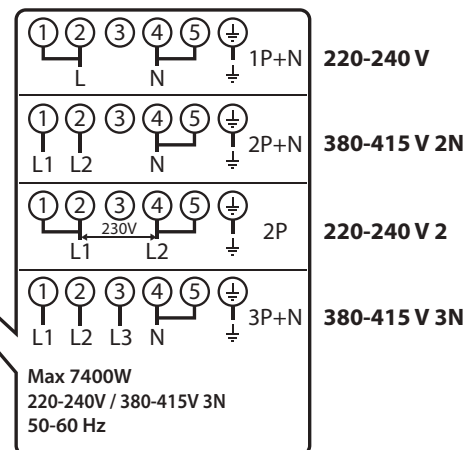 1 2 3 4 5
L N
1P+N 220-240 V
1 2 3 4 5
L1 L2 N
2P+N 380-415 V 2N
1 2 3 4 5
230V
L1 L2
2P 220-240 V 2
1 2 3 4 5
L1 L2 L3 N
3P+N 380-415 V 3N
Max 7400W
220-240V / 380-415V 3N
50-60 Hz